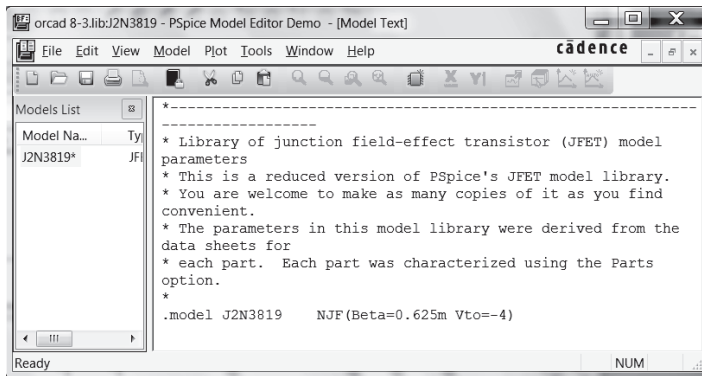 orcad 8-3.lib:J2N3819 - PSpice Model Editor Demo - [Model Text]
File Edit View Model Plot Tools Window Help
cādence
Models List
Model Na... Ty
J2N3819* JFI
*--------------------------------------------------------------
------------------
* Library of junction field-effect transistor (JFET) model
parameters
* This is a reduced version of PSpice's JFET model library.
* You are welcome to make as many copies of it as you find
convenient.
* The parameters in this model library were derived from the
data sheets for
* each part. Each part was characterized using the Parts
option.
*
.model J2N3819 NJF(Beta=0.625m Vto=-4)
Ready
NUM